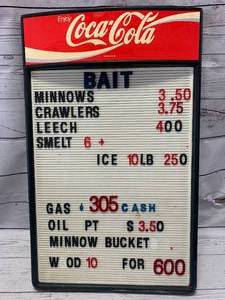 Enjoy
Coca-Cola
BAIT
MINNOWS 3.50
CRAWLERS 3.75
LEECH 400
SMELT 6+
ICE 10LB 250
GAS 305 CASH
OIL PT S 3.50
MINNOW BUCKET
W OD 10 FOR 600